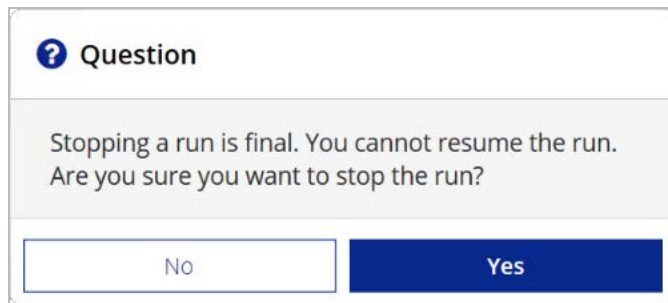 Question
Stopping a run is final. You cannot resume the run.
Are you sure you want to stop the run?
No
Yes